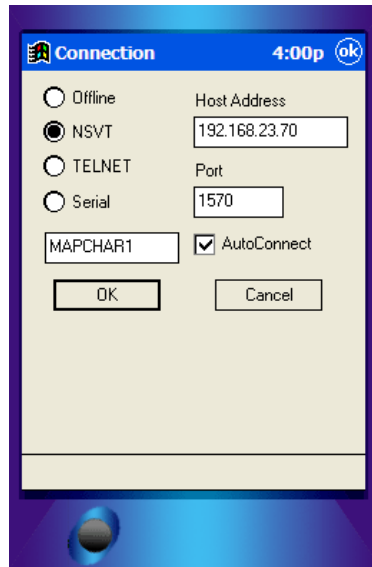 Connection 4:00p ok
Offline
NSVT
TELNET
Serial
MAPCHAR1
Host Address
192.168.23.70
Port
1570
AutoConnect
OK Cancel